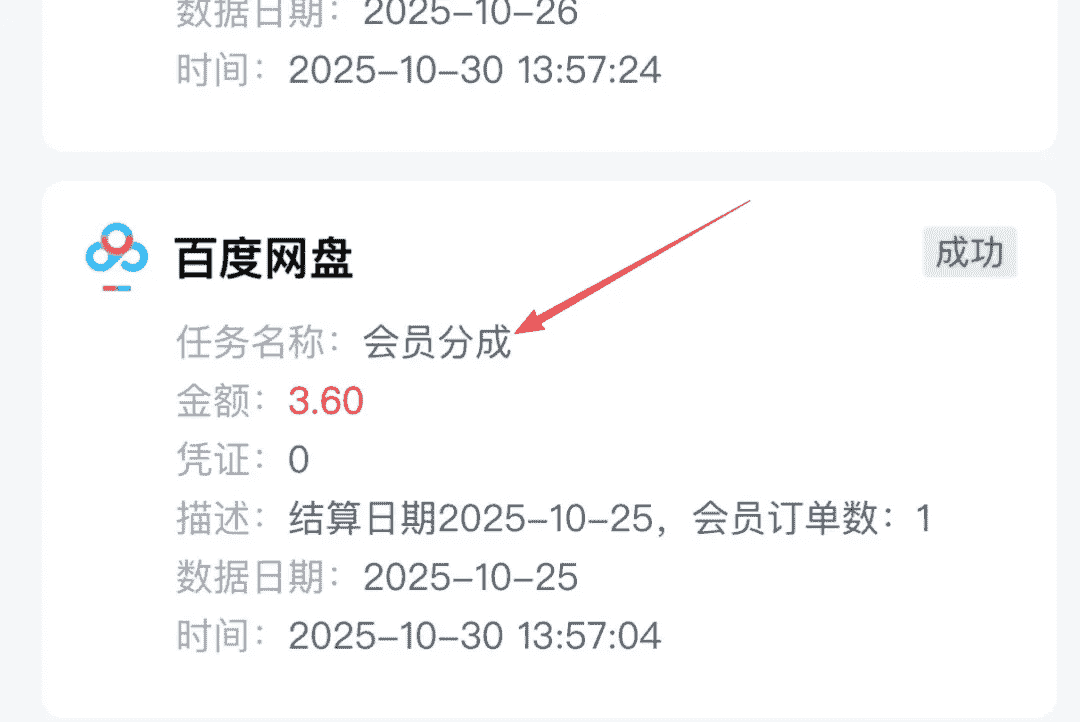 数据日期：2025-10-26
时间：2025-10-30 13:57:24
百度网盘
成功
任务名称：会员分成
金额：3.60
凭证：0
描述：结算日期2025-10-25，会员订单数：1
数据日期：2025-10-25
时间：2025-10-30 13:57:04